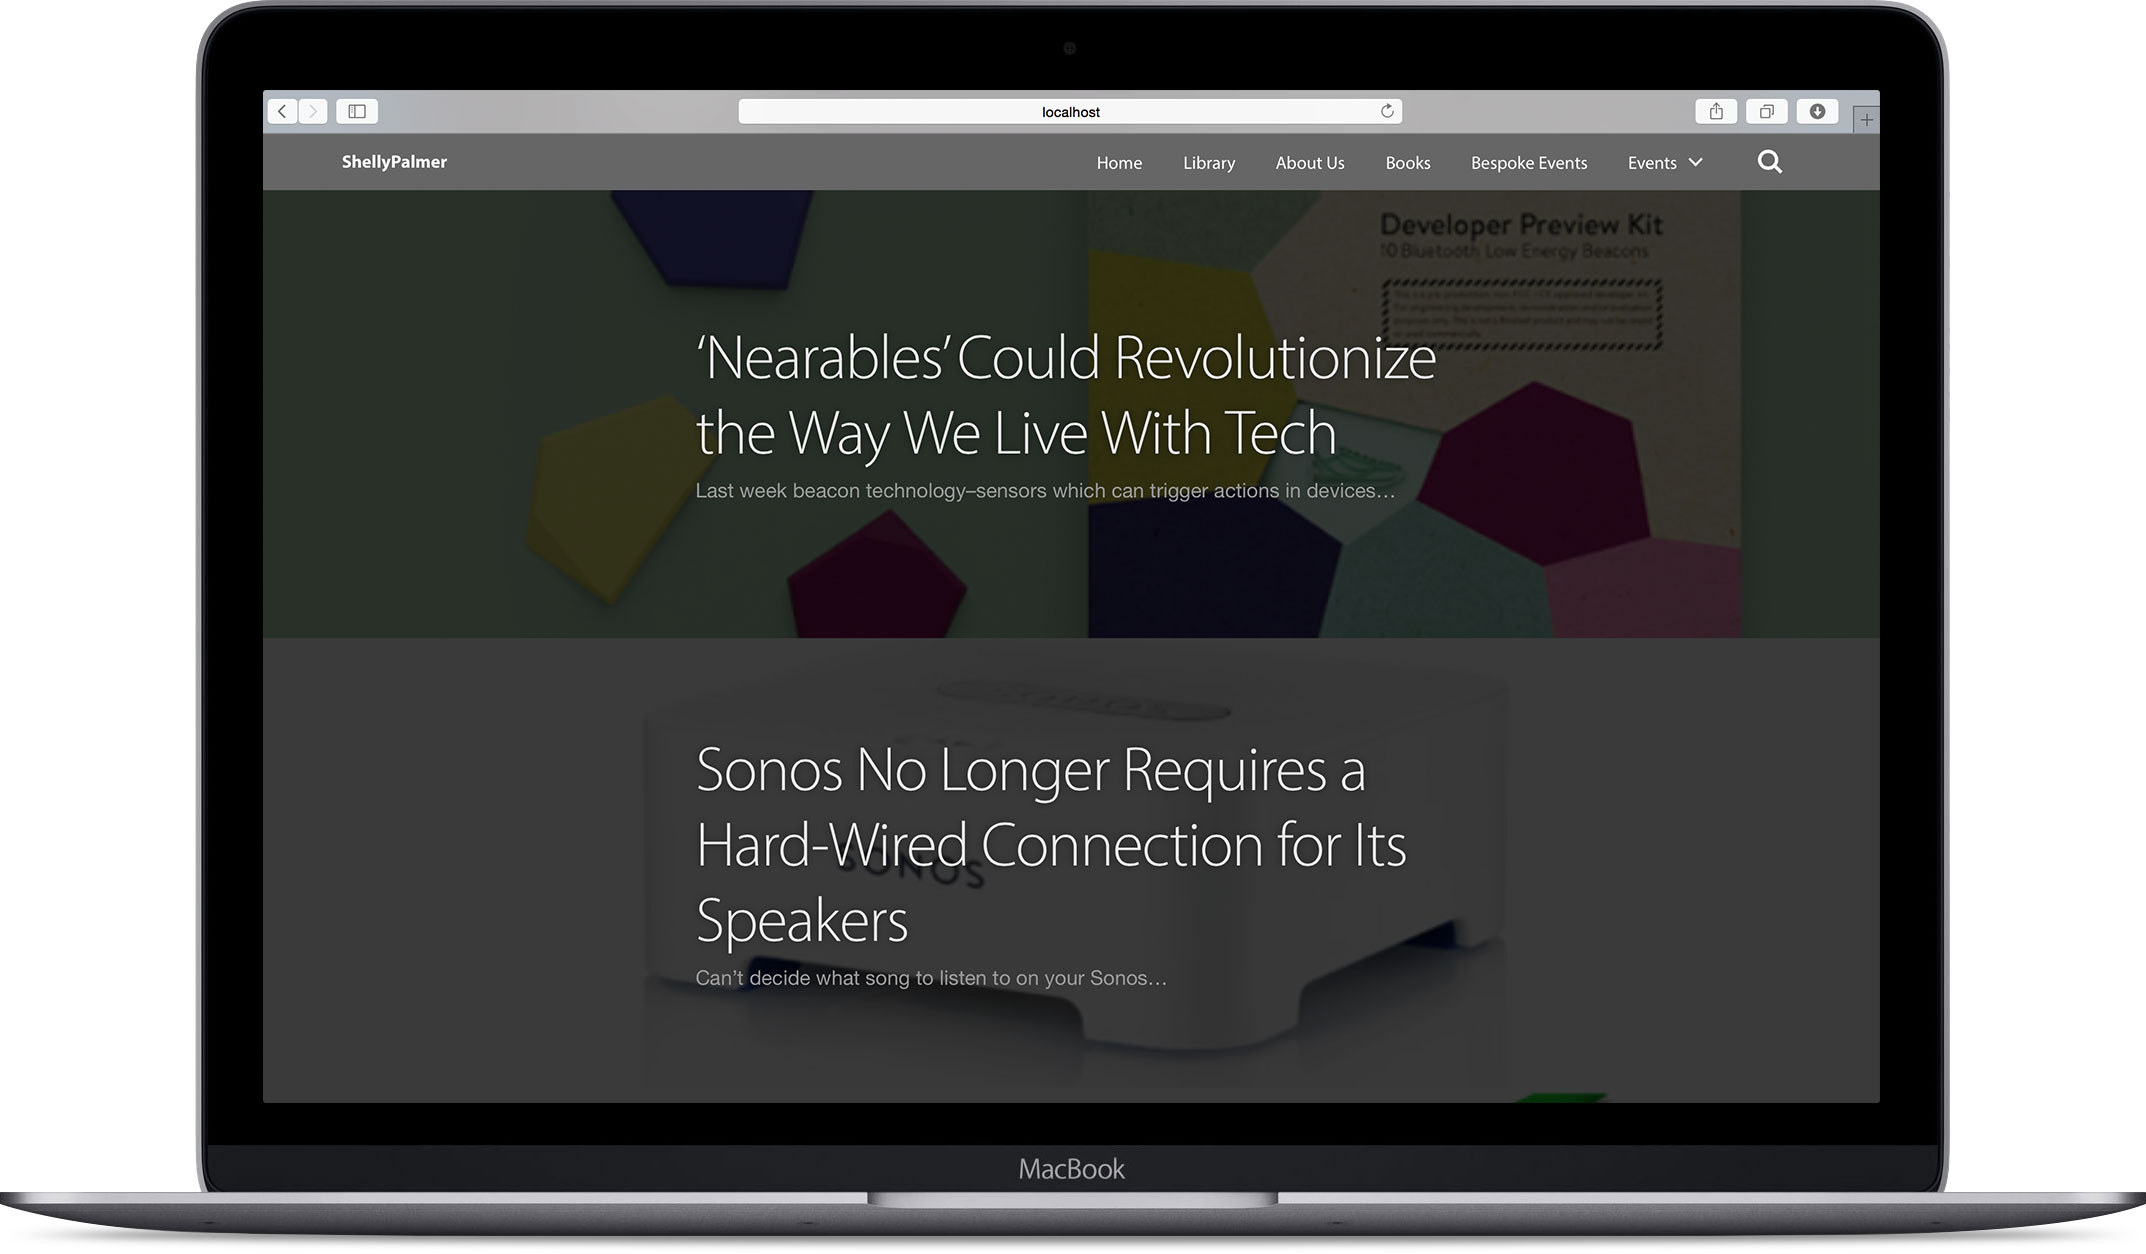 localhost
ShellyPalmer
Home Library About Us Books Bespoke Events Events
Developer Preview Kit
10 Bluetooth Low Energy Beacons
‘Nearables’ Could Revolutionize
the Way We Live With Tech
Last week beacon technology–sensors which can trigger actions in devices…
Sonos No Longer Requires a
Hard-Wired Connection for Its
SONOS
Speakers
Can’t decide what song to listen to on your Sonos…
MacBook